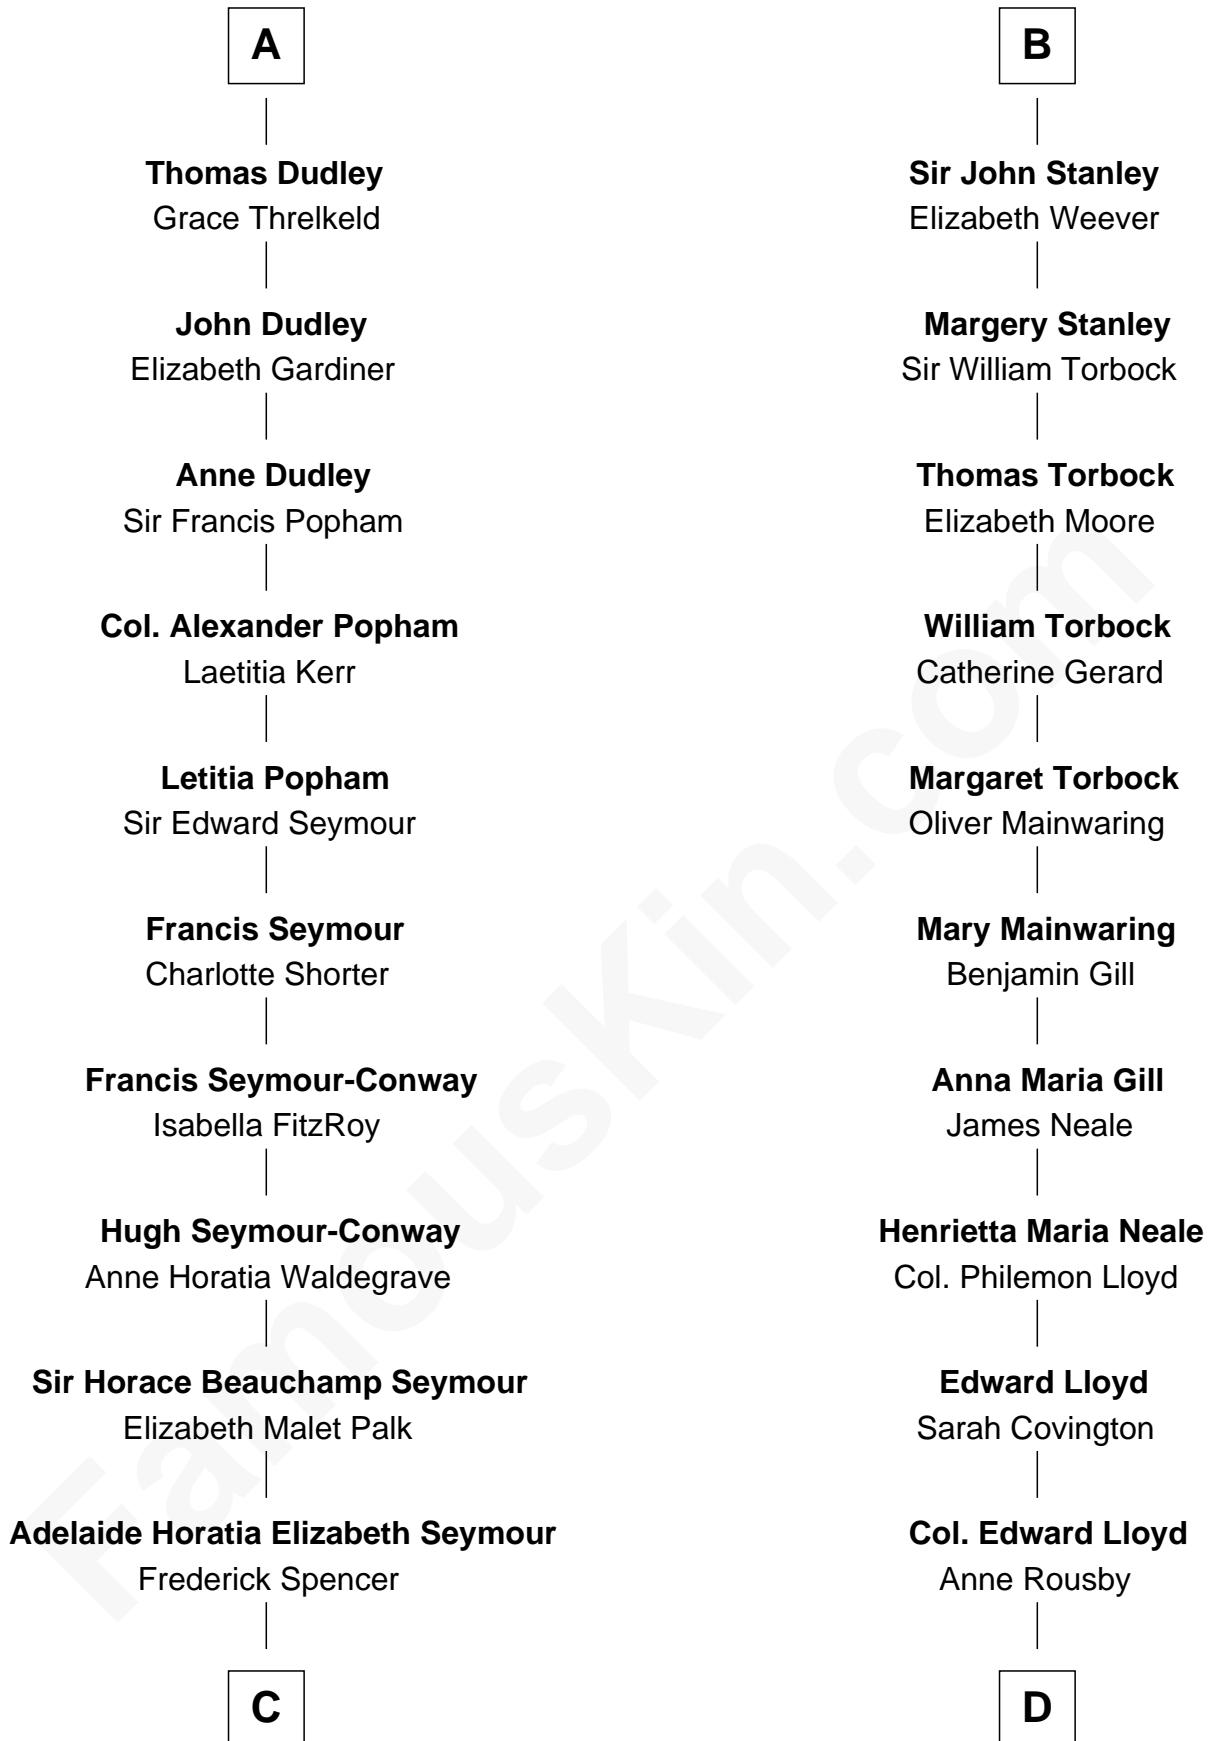 A
Thomas Dudley
Grace Threlkeld
John Dudley
Elizabeth Gardiner
Anne Dudley
Sir Francis Popham
Col. Alexander Popham
Laetitia Kerr
Letitia Popham
Sir Edward Seymour
Francis Seymour
Charlotte Shorter
Francis Seymour-Conway
Isabella FitzRoy
Hugh Seymour-Conway
Anne Horatia Waldegrave
Sir Horace Beauchamp Seymour
Elizabeth Malet Palk
Adelaide Horatia Elizabeth Seymour
Frederick Spencer
C
B
Sir John Stanley
Elizabeth Weever
Margery Stanley
Sir William Torbock
Thomas Torbock
Elizabeth Moore
William Torbock
Catherine Gerard
Margaret Torbock
Oliver Mainwaring
Mary Mainwaring
Benjamin Gill
Anna Maria Gill
James Neale
Henrietta Maria Neale
Col. Philemon Lloyd
Edward Lloyd
Sarah Covington
Col. Edward Lloyd
Anne Rousby
D
FamousKin.com